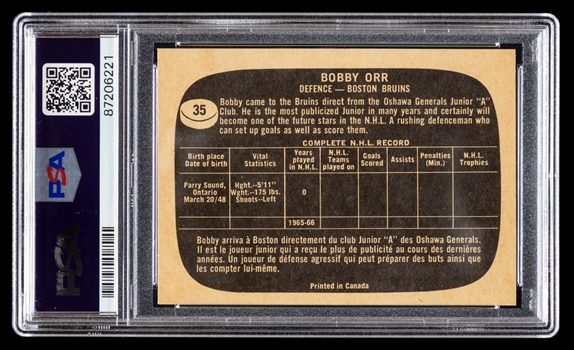 BOBBY ORR
DEFENCE — BOSTON BRUINS
35
Bobby came to the Bruins direct from the Oshawa Generals Junior "A"
Club. He is the most publicized Junior in many years and certainly will
become one of the future stars in the N.H.L. A rushing defenceman who
can set up goals as well as score them.
COMPLETE N.H.L. RECORD
Birth place Date of birth | Vital Statistics | Years played in N.H.L. | N.H.L. Teams played on | Goals Scored | Assists | Penalties (Min.) | N.H.L. Trophies
Parry Sound, Ontario March 20/48 | Hght.--5'11" Wght.--175 lbs. Shoots--Left | 0
1965-66
Bobby arriva à Boston directement du club Junior "A" des Oshawa Generals.
Il est le joueur junior qui a reçu le plus de publicité au cours des dernières
années. Un joueur de défense agressif qui peut préparer des buts ainsi que
les compter lui-même.
Printed in Canada
87206221
PSA
PSA